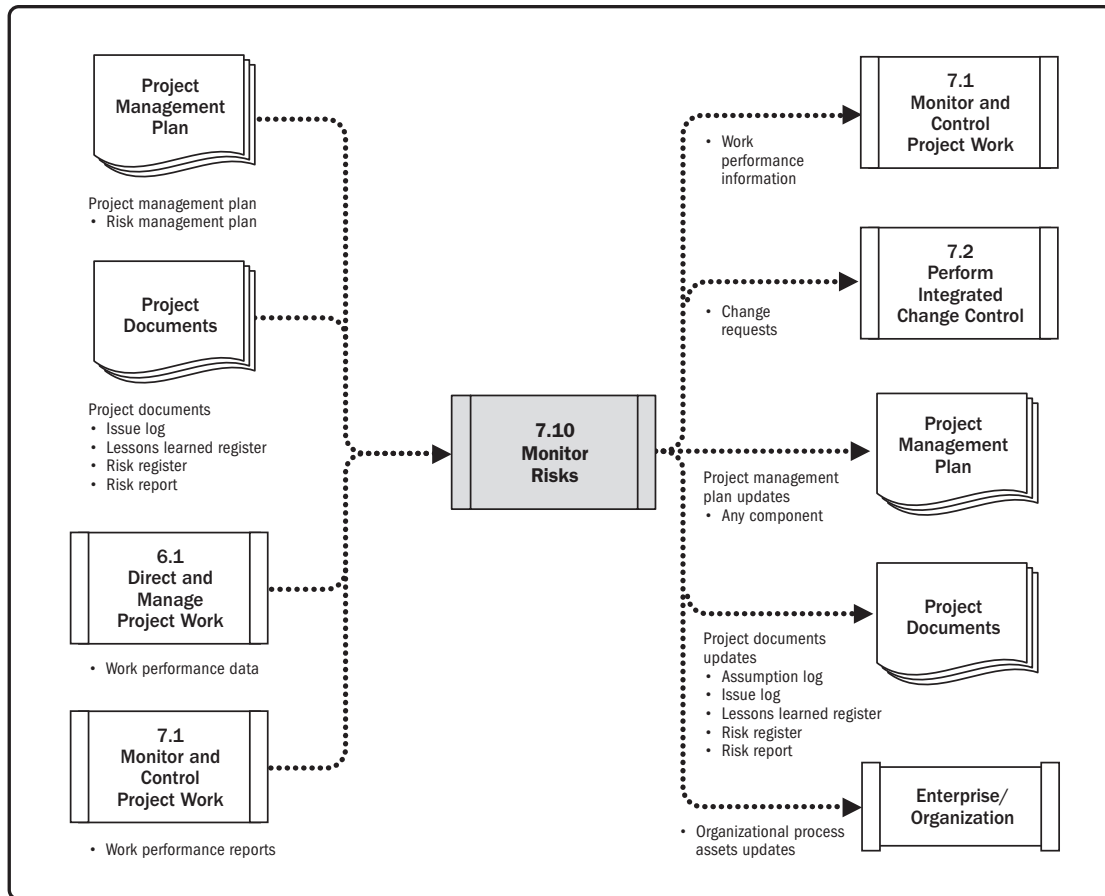 Project
Management
Plan
Project management plan
• Risk management plan
Project
Documents
Project documents
• Issue log
• Lessons learned register
• Risk register
• Risk report
6.1
Direct and
Manage
Project Work
• Work performance data
7.1
Monitor and
Control
Project Work
• Work performance reports
7.10
Monitor
Risks
7.1
Monitor and
Control
Project Work
• Work
performance
information
7.2
Perform
Integrated
Change Control
• Change
requests
Project
Management
Plan
Project management
plan updates
• Any component
Project
Documents
Project documents
updates
• Assumption log
• Issue log
• Lessons learned register
• Risk register
• Risk report
Enterprise/
Organization
• Organizational process
assets updates